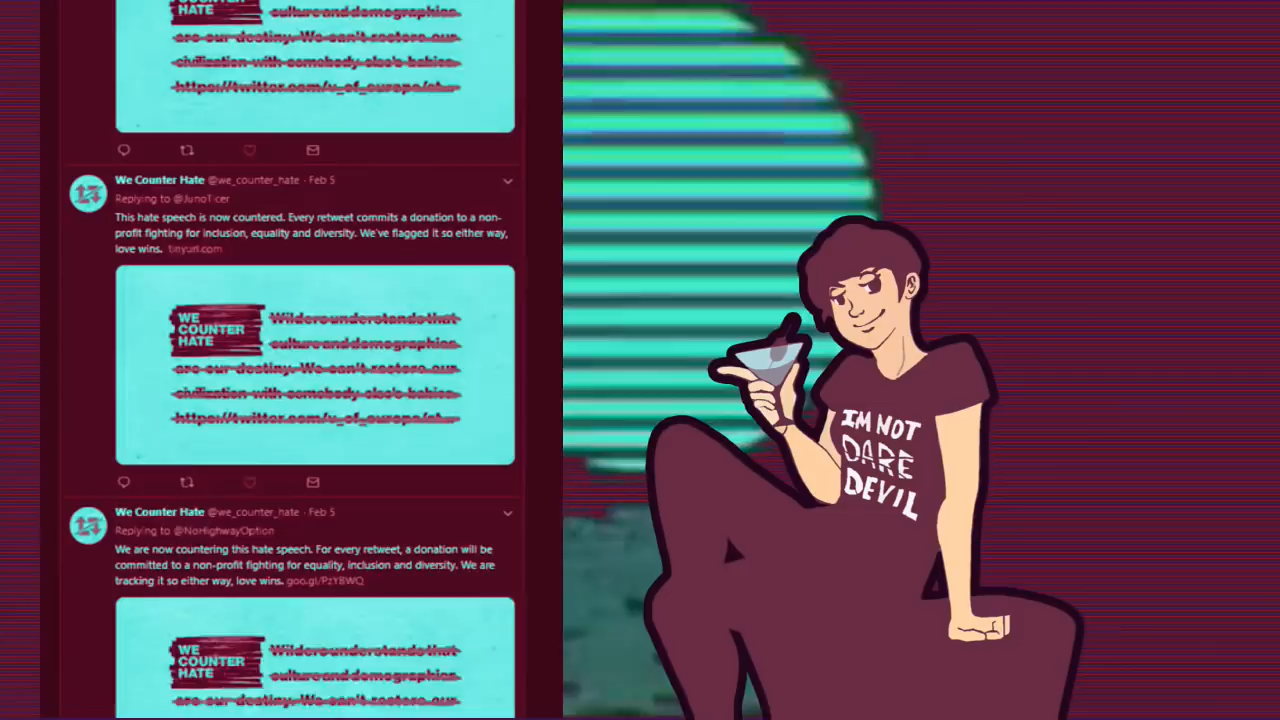 COUNTER
HATE
culture and demographics
are our destiny. We can't restore our
civilization with somebody else's babies
https://twitter.com/v_of_europe/st...
We Counter Hate @we_counter_hate · Feb 5
Replying to @JunoTicer
This hate speech is now countered. Every retweet commits a donation to a non-
profit fighting for inclusion, equality and diversity. We've flagged it so either way,
love wins. tinyurl.com
WE
COUNTER
HATE
Wilders understands that
culture and demographics
are our destiny. We can't restore our
civilization with somebody else's babies
https://twitter.com/v_of_europe/st...
We Counter Hate @we_counter_hate · Feb 5
Replying to @NoHighwayOption
We are now countering this hate speech. For every retweet, a donation will be
committed to a non-profit fighting for equality, inclusion and diversity. We are
tracking it so either way, love wins. goo.gl/PzYBWQ
WE
COUNTER
HATE
Wilders understands that
culture and demographics
are our destiny. We can't restore our
IM NOT
DARE
DEVIL